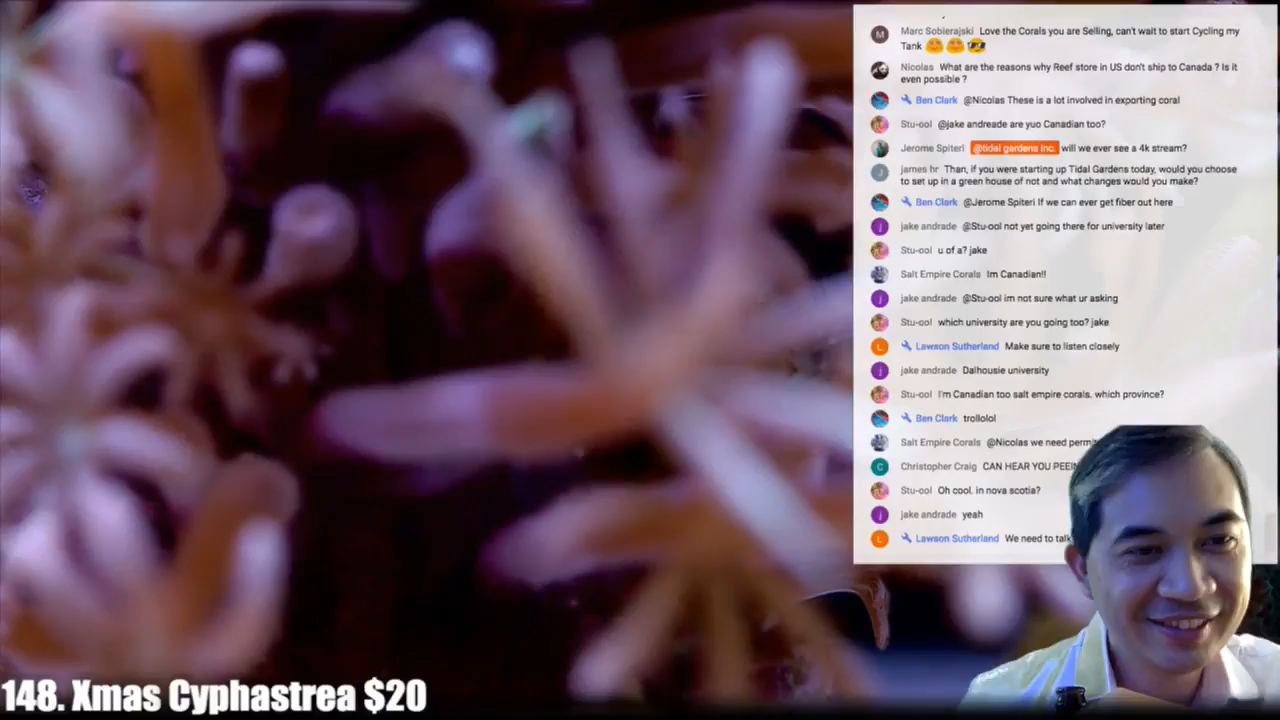 Marc Sobierajski Love the Corals you are Selling, can't wait to start Cycling my
Tank 😍 😍 😎
Nicolas What are the reasons why Reef store in US don't ship to Canada ? Is it
even possible ?
Ben Clark @Nicolas These is a lot involved in exporting coral
Stu-ool @jake andreade are yuo Canadian too?
Jerome Spiteri @tidal gardens Inc. will we ever see a 4k stream?
james hr Than, if you were starting up Tidal Gardens today, would you choose
to set up in a green house of not and what changes would you make?
Ben Clark @Jerome Spiteri If we can ever get fiber out here
jake andrade @Stu-ool not yet going there for university later
Stu-ool u of a? jake
Salt Empire Corals Im Canadian!!
jake andrade @Stu-ool im not sure what ur asking
Stu-ool which university are you going too? jake
Lawson Sutherland Make sure to listen closely
jake andrade Dalhousie university
Stu-ool I'm Canadian too salt empire corals. which province?
Ben Clark trollolol
Salt Empire Corals @Nicolas we need
Christopher Craig CAN HEAR YOU
Stu-ool Oh cool. in nova scotia?
jake andrade yeah
Lawson Sutherland We need to talk
148. Xmas Cyphastrea $20